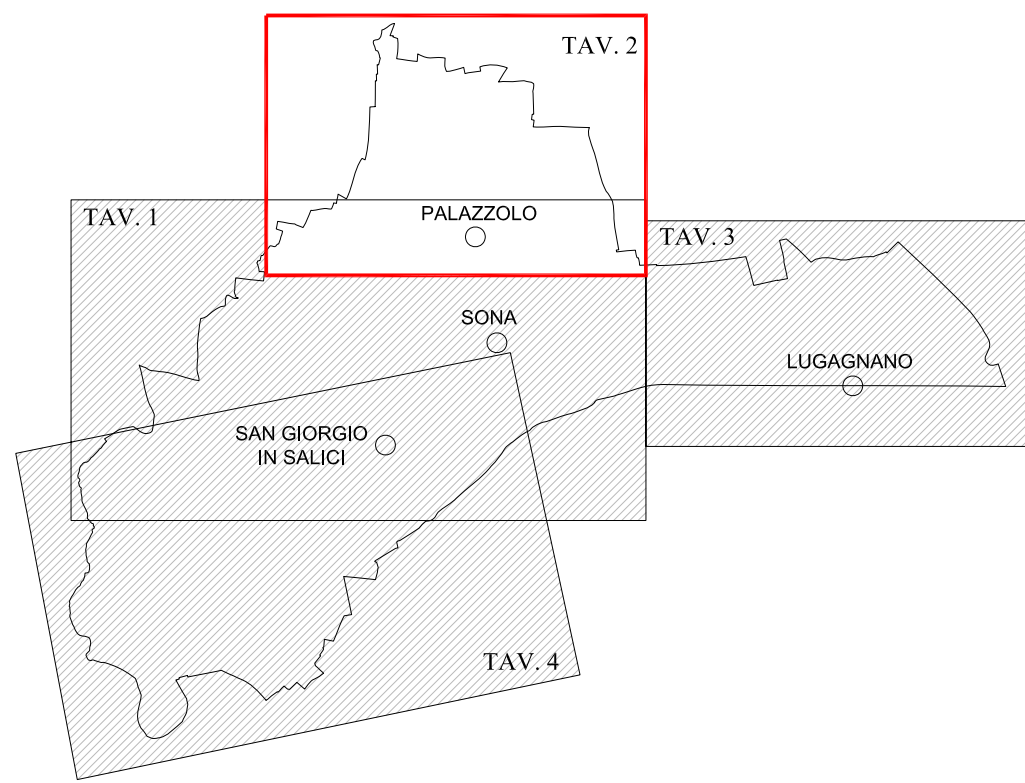 TAV. 2
TAV. 1
PALAZZOLO
TAV. 3
SONA
LUGAGNANO
SAN GIORGIO
IN SALICI
TAV. 4